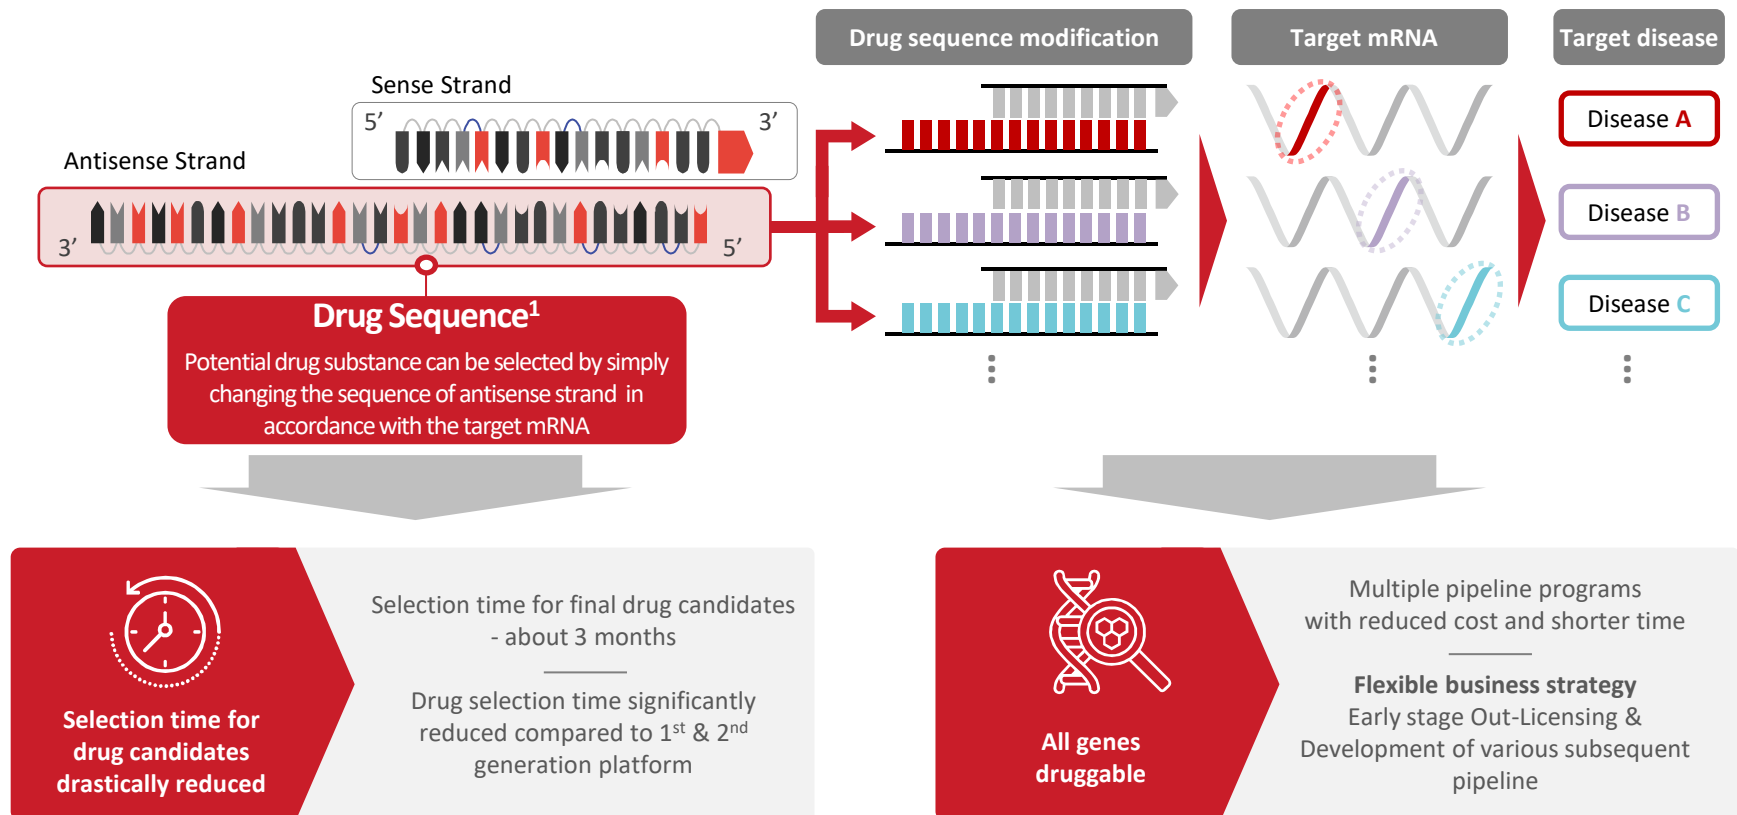 Drug sequence modification
Target mRNA
Target disease
Sense Strand
5’
3’
Antisense Strand
3’
5’
Disease A
Disease B
Disease C
Drug Sequence¹
Potential drug substance can be selected by simply
changing the sequence of antisense strand in
accordance with the target mRNA
Selection time for
drug candidates
drastically reduced
Selection time for final drug candidates
- about 3 months
Drug selection time significantly
reduced compared to 1st & 2nd
generation platform
All genes
druggable
Multiple pipeline programs
with reduced cost and shorter time
Flexible business strategy
Early stage Out-Licensing &
Development of various subsequent
pipeline